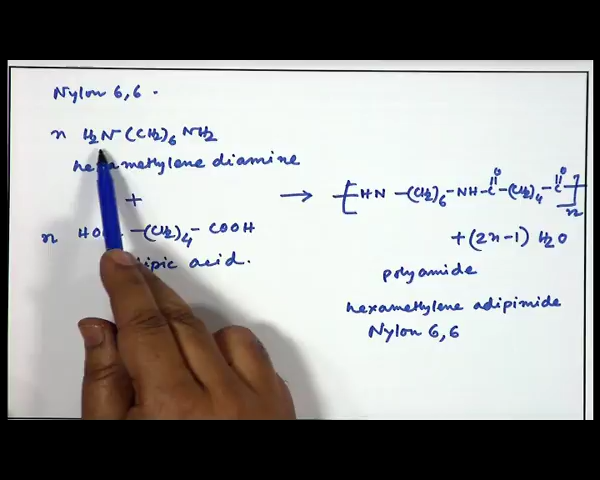 Nylon 6,6.
n H₂N-(CH₂)₆ NH₂
hexamethylene diamine
+
n HO -(CH₂)₄- COOH
adipic acid.
→
[HN -(CH₂)₆- NH-C-(CH₂)₄-C]n
O O
+(2n-1) H₂O
polyamide
hexamethylene adipimide
Nylon 6,6